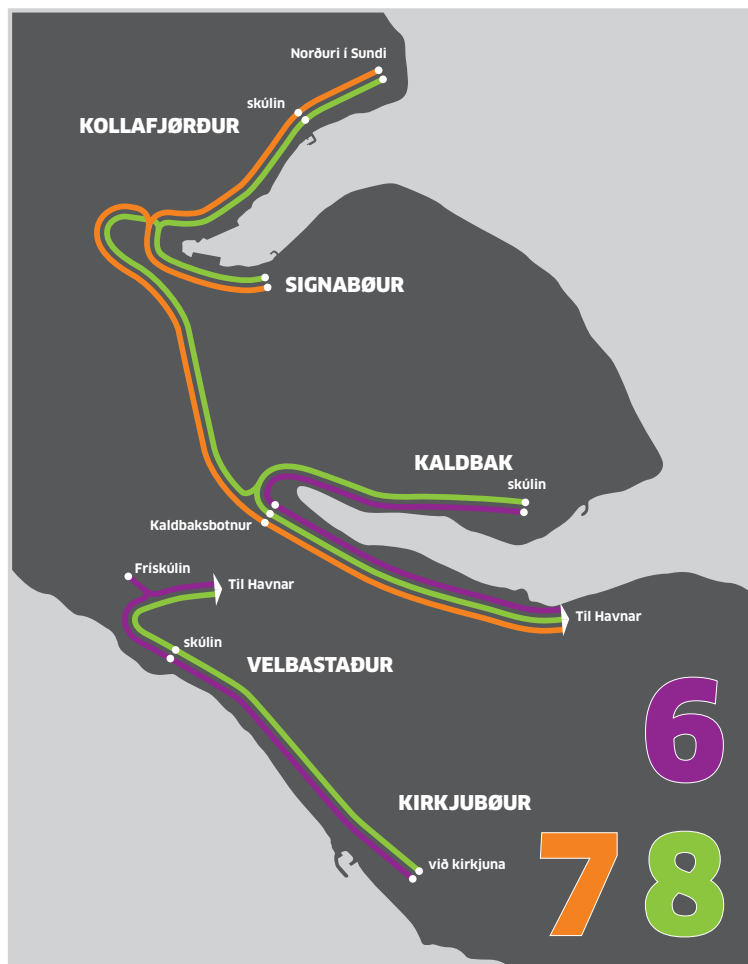 Norðuri í Sundi
skúlin
KOLLAFJØRÐUR
SIGNABØUR
KALDBAK
skúlin
Kaldbaksbotnur
Frískúlin
Til Havnar
Til Havnar
skúlin
VELBASTAÐUR
6
KIRKJUBØUR
við kirkjuna
7 8